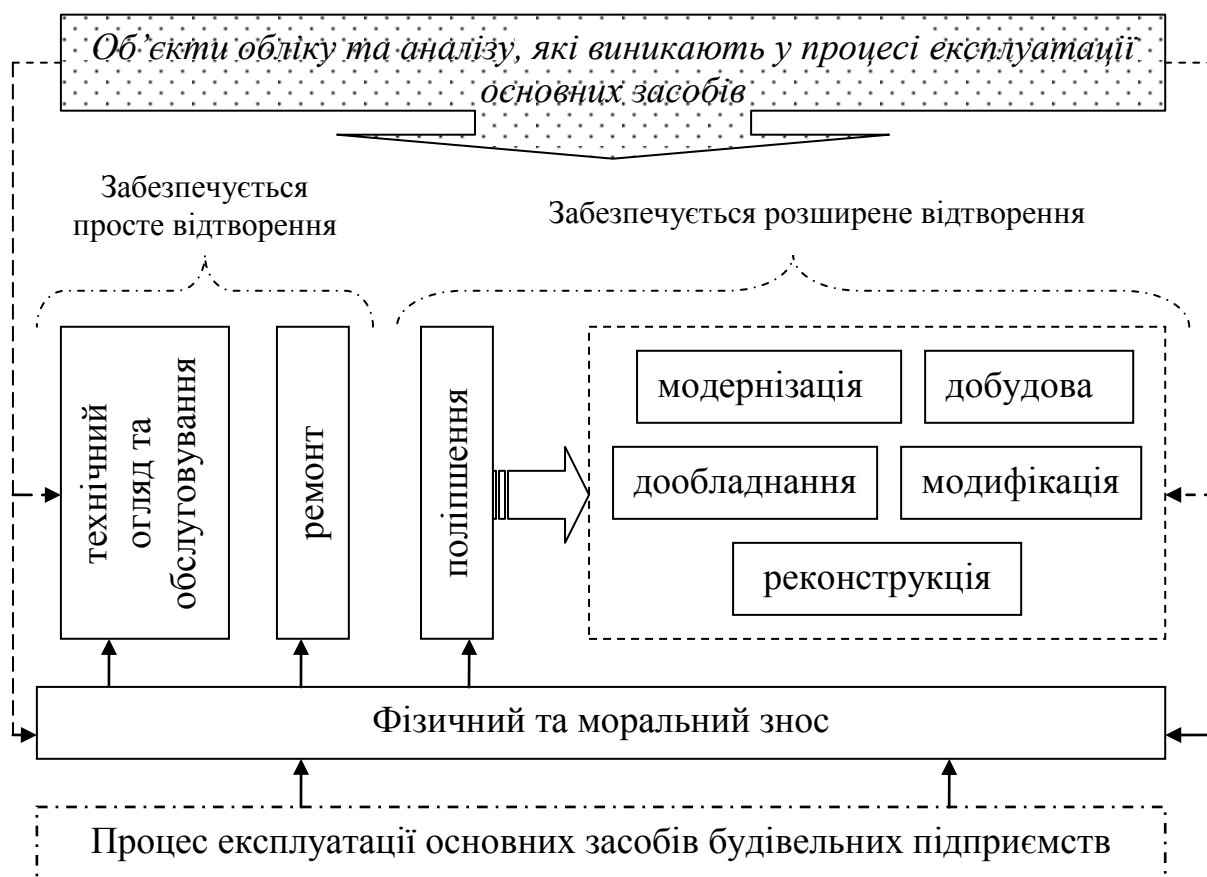 Об’єкти обліку та аналізу, які виникають у процесі експлуатації
основних засобів
Забезпечується
просте відтворення
Забезпечується розширене відтворення
технічний
огляд та
обслуговування
ремонт
поліпшення
модернізація
добудова
дообладнання
модифікація
реконструкція
Фізичний та моральний знос
Процес експлуатації основних засобів будівельних підприємств